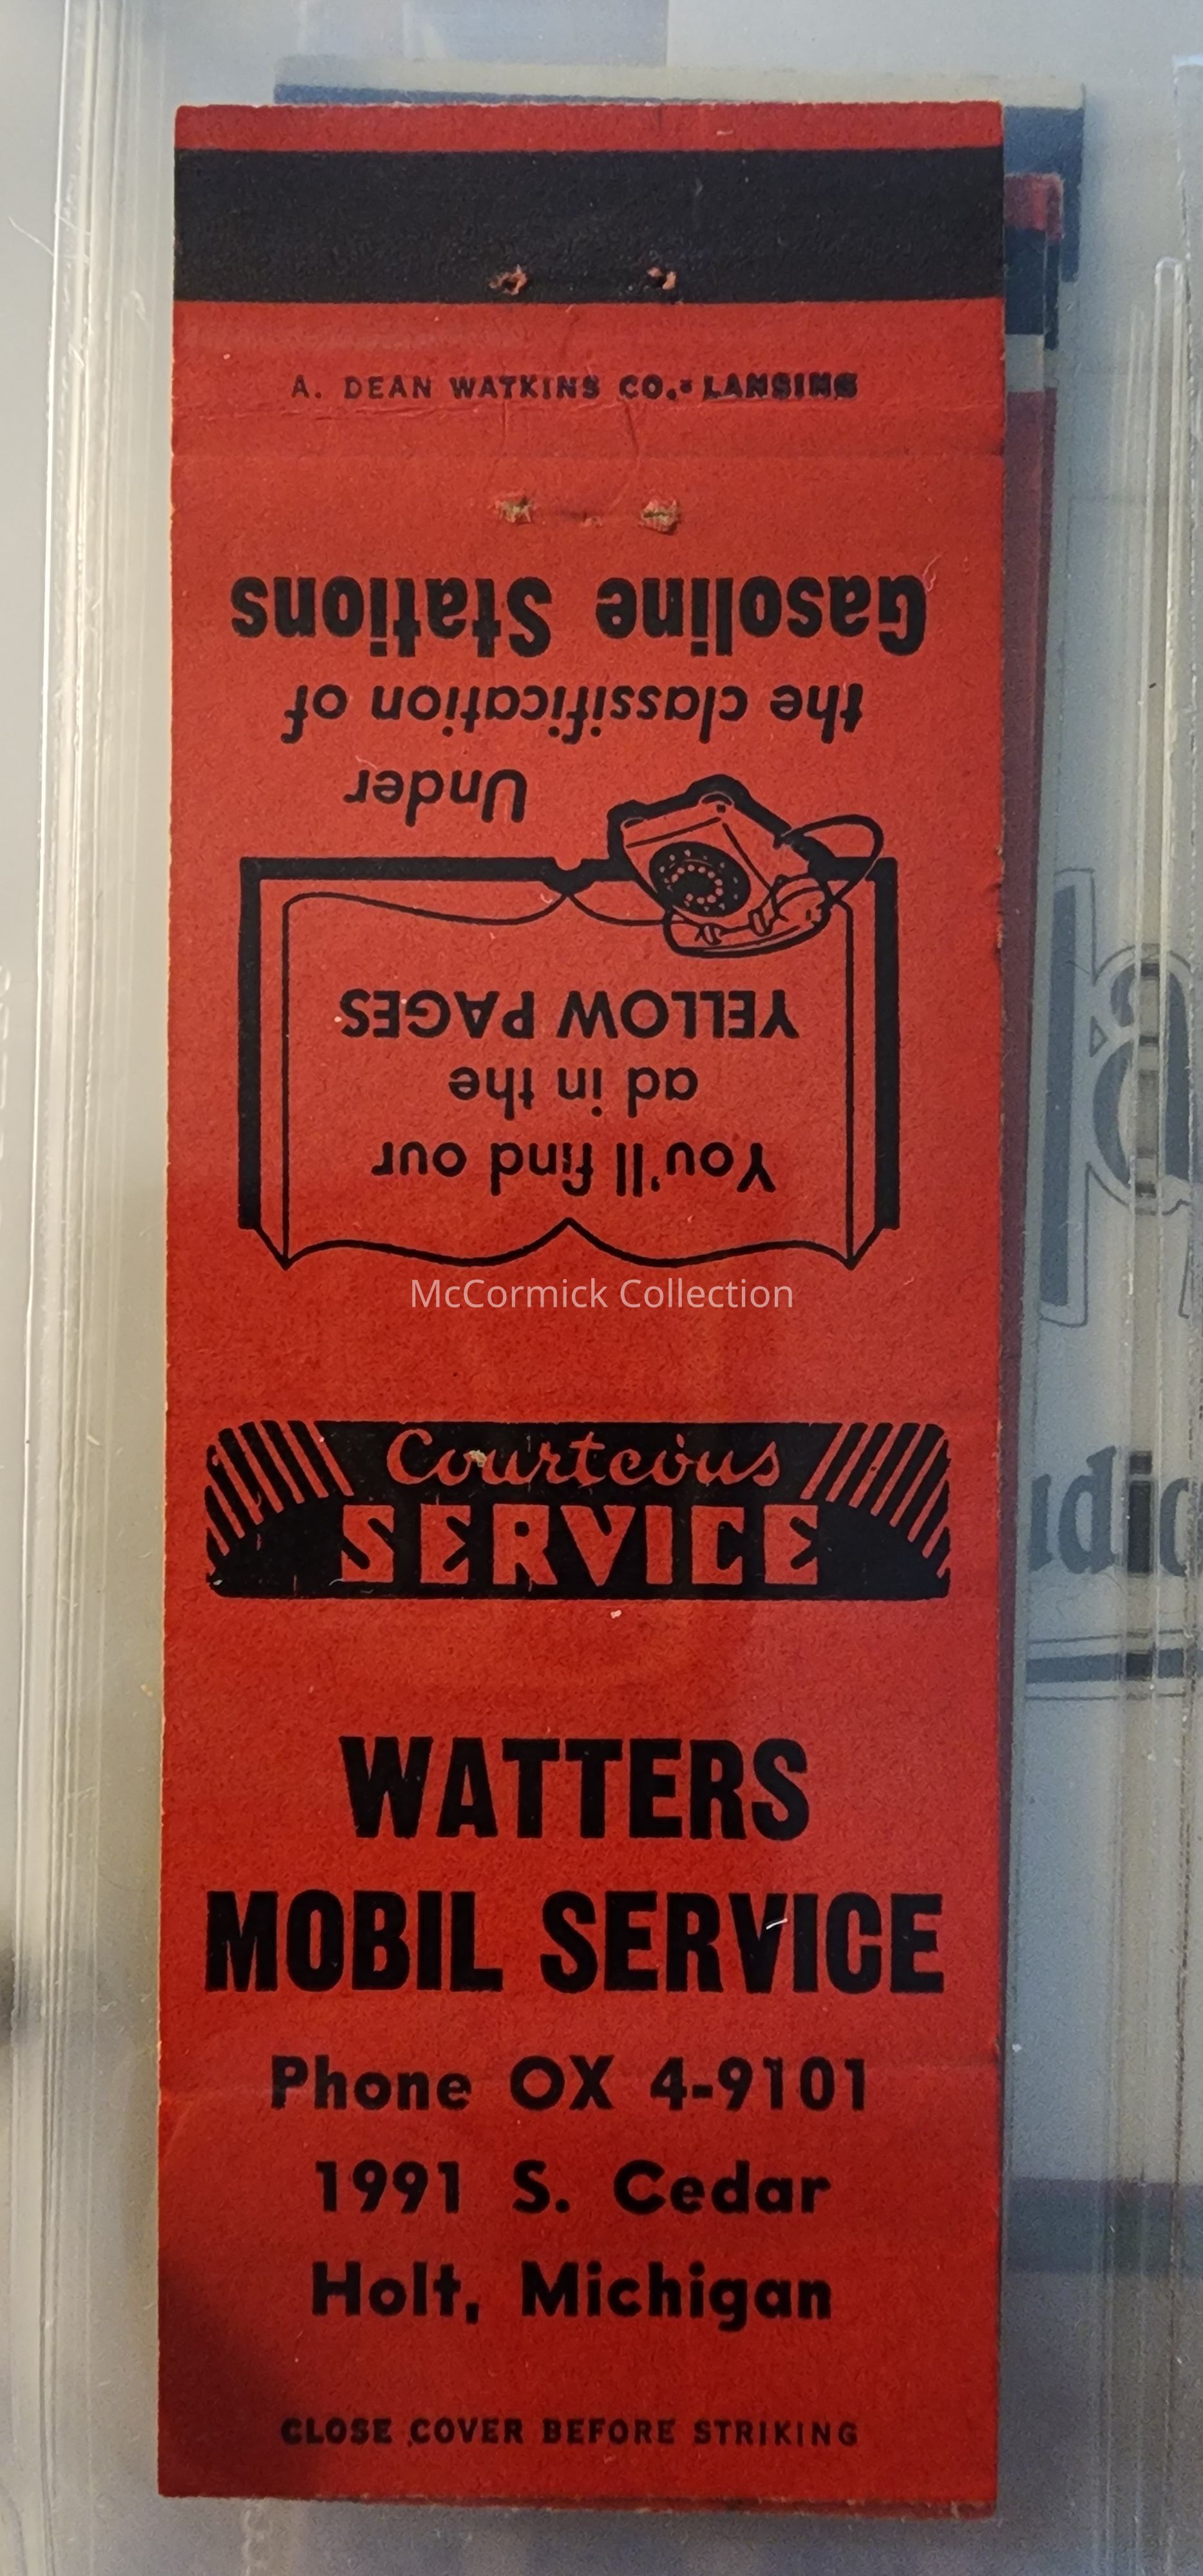 A. DEAN WATKINS CO.• LANSING
You'll find our
ad in the
YELLOW PAGES
Under
the classification of
Gasoline Stations
McCormick Collection
Courteous
SERVICE
WATTERS
MOBIL SERVICE
Phone OX 4-9101
1991 S. Cedar
Holt, Michigan
CLOSE COVER BEFORE STRIKING